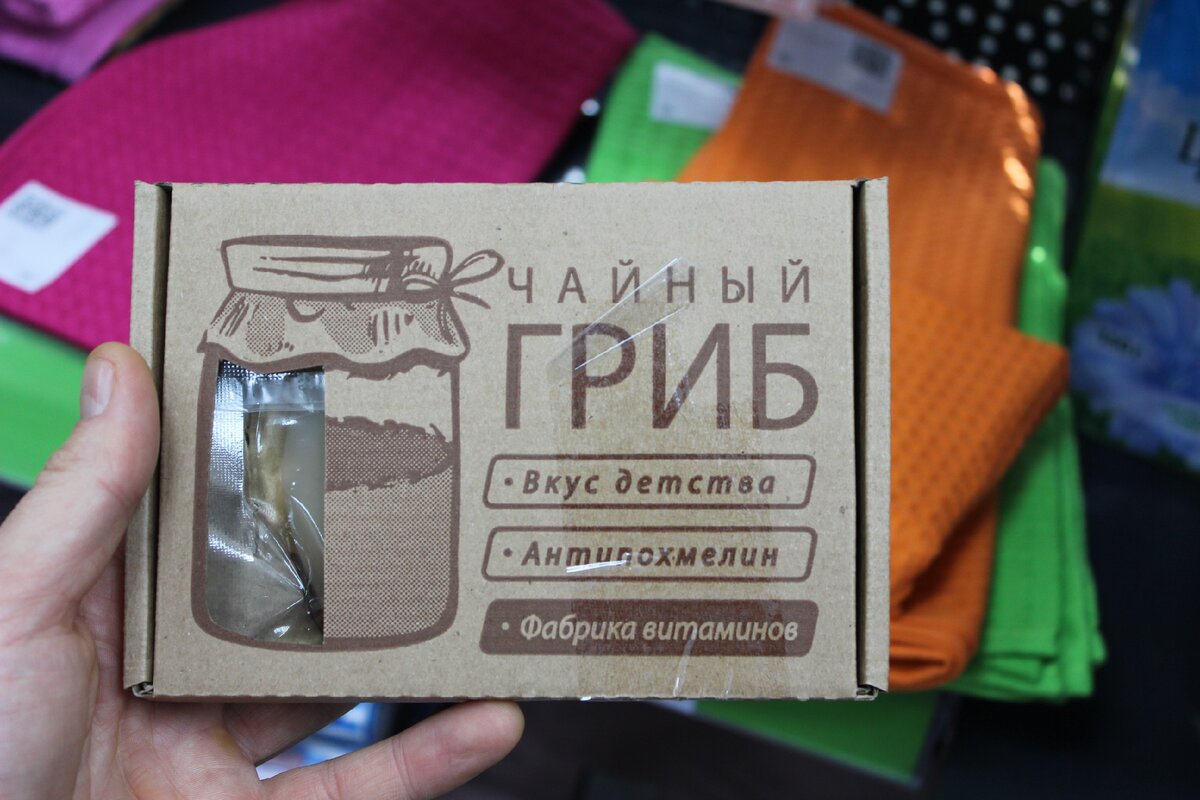 ЧАЙНЫЙ
ГРИБ
• Вкус детства
• Антипохмелин
• Фабрика витаминов